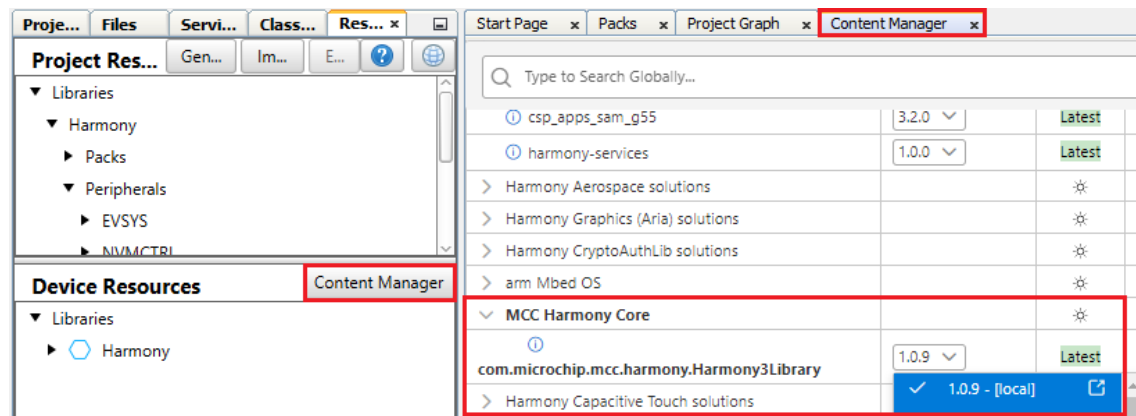 Proje... Files Servi... Class... Res... ×
Project Res... Gen... Im... E... ?
Libraries
Harmony
Packs
Peripherals
EVSYS
NVMCTRL
Device Resources Content Manager
Libraries
Harmony
Start Page × Packs × Project Graph × Content Manager ×
Type to Search Globally...
csp_apps_sam_g55 3.2.0 Latest
harmony-services 1.0.0 Latest
Harmony Aerospace solutions
Harmony Graphics (Aria) solutions
Harmony CryptoAuthLib solutions
arm Mbed OS
MCC Harmony Core
com.microchip.mcc.harmony.Harmony3Library 1.0.9 Latest
1.0.9 - [local]
Harmony Capacitive Touch solutions